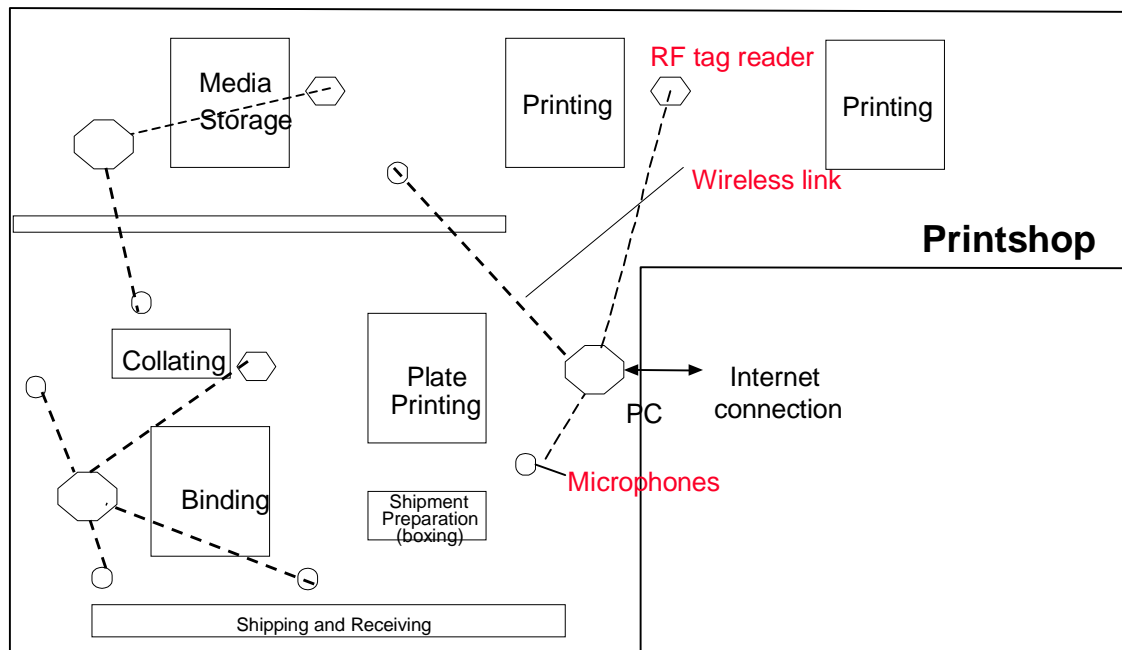 RF tag reader
Media
Storage
Printing
Printing
Wireless link
Printshop
Collating
Plate
Printing
Internet
connection
PC
Microphones
Binding
Shipment
Preparation
(boxing)
Shipping and Receiving